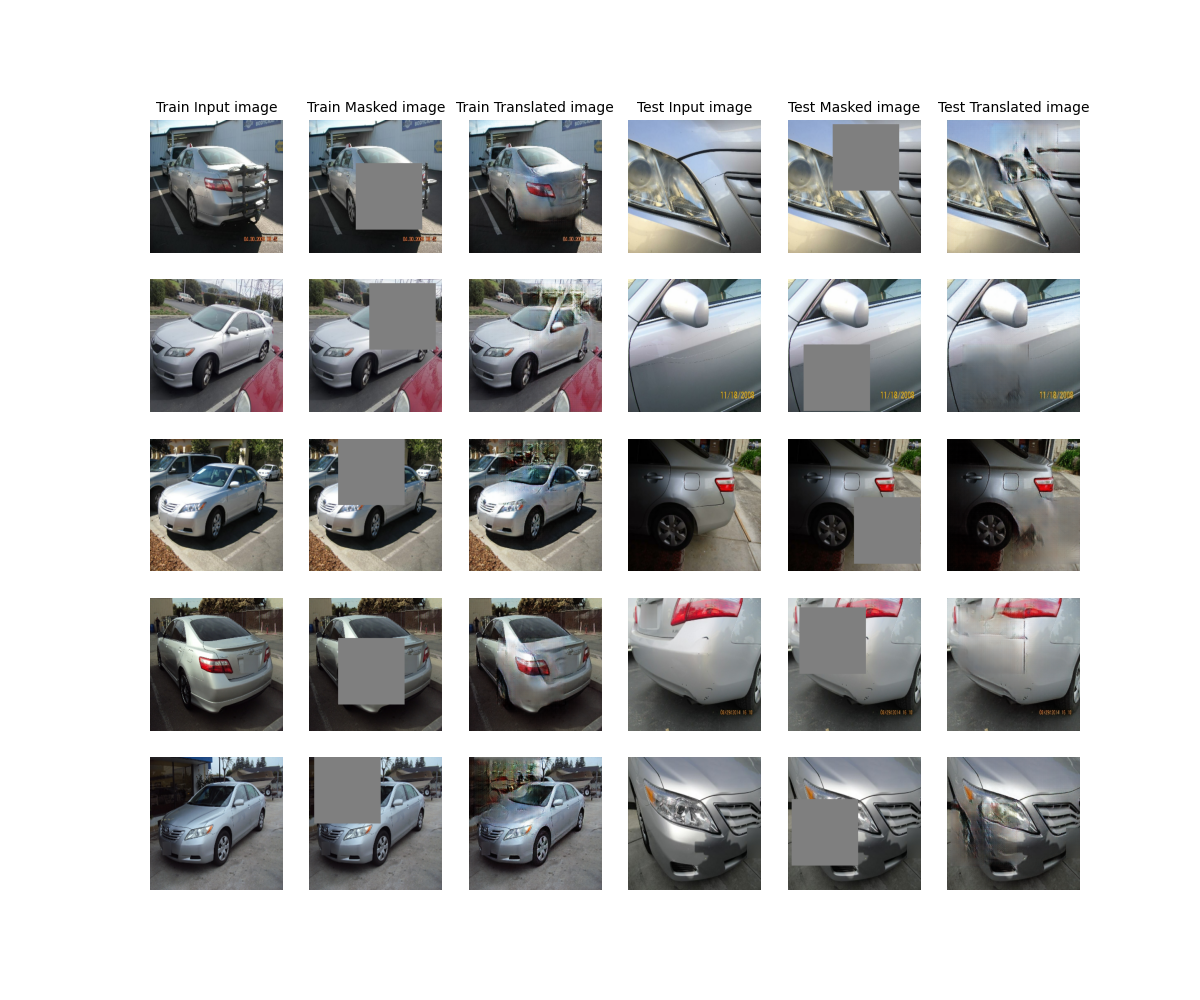 Train Input image
Train Masked image
Train Translated image
Test Input image
Test Masked image
Test Translated image
11/18/2008
11/18/2008
11/18/2008